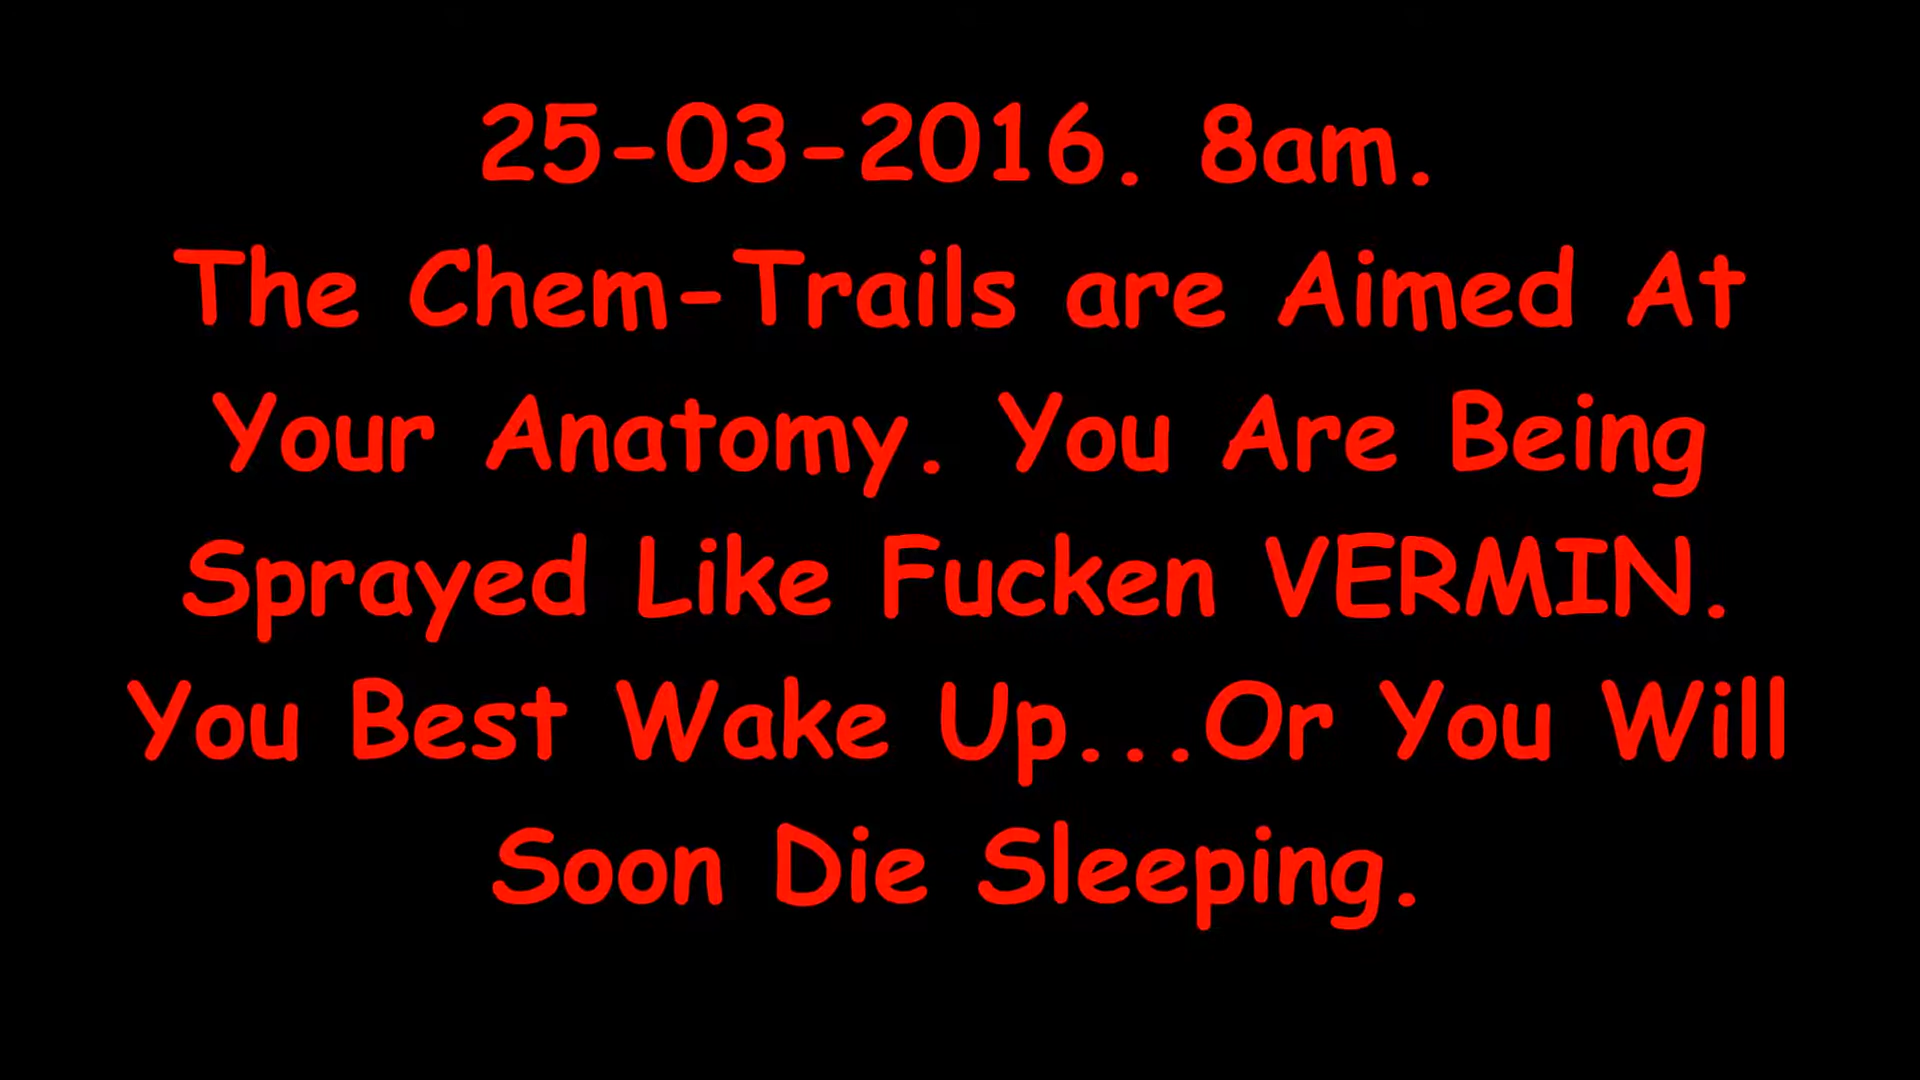 25-03-2016. 8am.
The Chem-Trails are Aimed At
Your Anatomy. You Are Being
Sprayed Like Fucken VERMIN.
You Best Wake Up...Or You Will
Soon Die Sleeping.